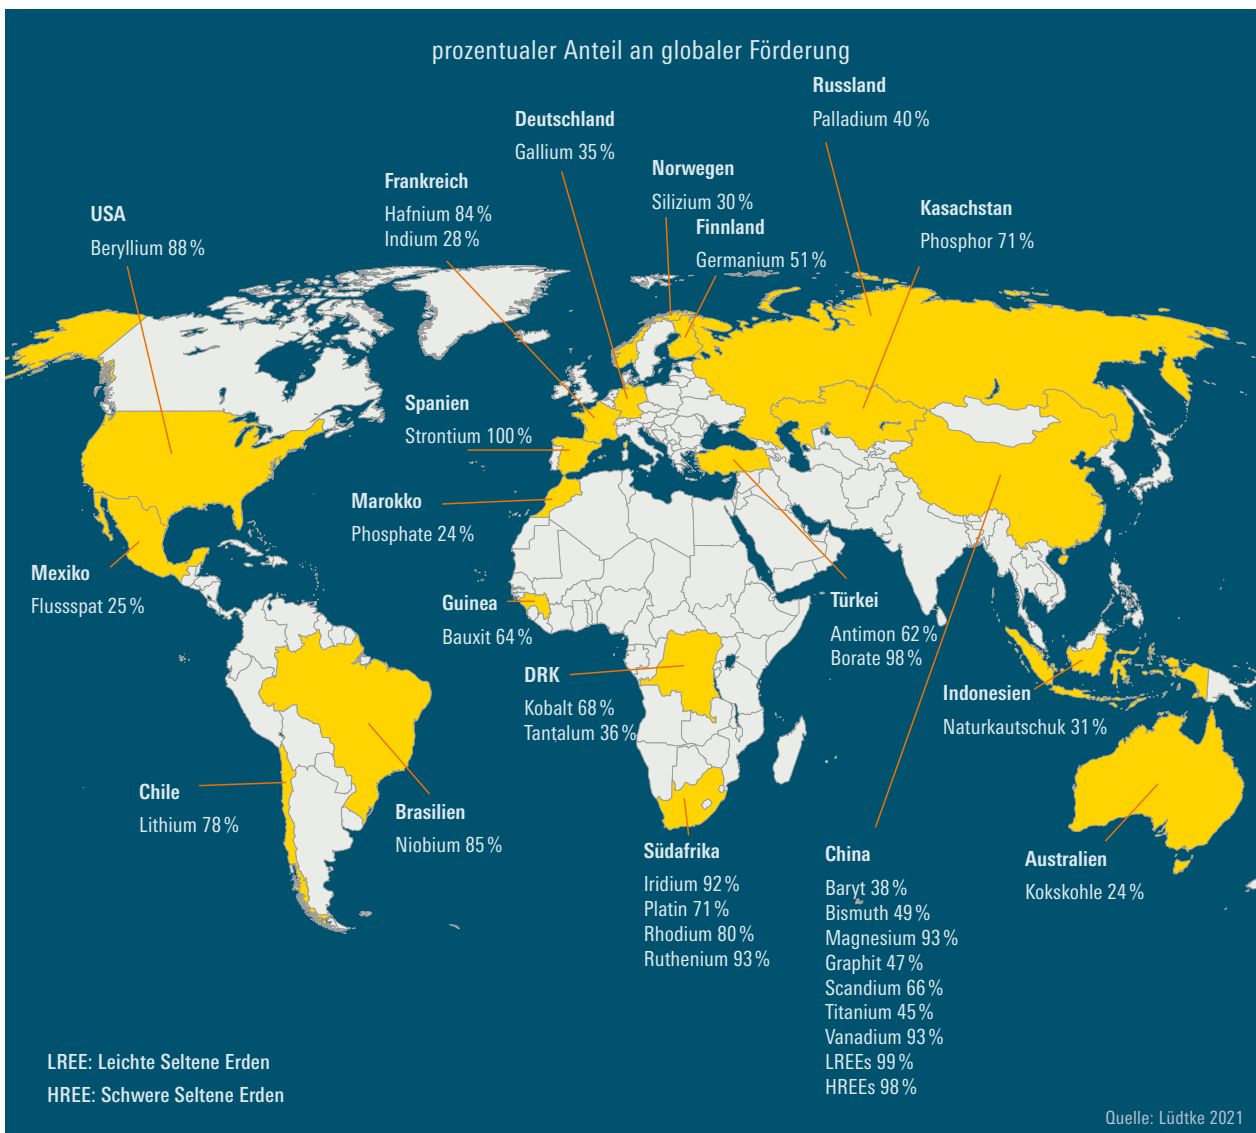 prozentualer Anteil an globaler Förderung
Russland
Palladium 40 %
Deutschland
Gallium 35 %
Norwegen
Silizium 30 %
Frankreich
Hafnium 84 %
Indium 28 %
Finnland
Germanium 51 %
Kasachstan
Phosphor 71 %
USA
Beryllium 88 %
Spanien
Strontium 100 %
Marokko
Phosphate 24 %
Mexiko
Flussspat 25 %
Guinea
Bauxit 64 %
Türkei
Antimon 62 %
Borate 98 %
DRK
Kobalt 68 %
Tantalum 36 %
Indonesien
Naturkautschuk 31 %
Chile
Lithium 78 %
Brasilien
Niobium 85 %
Südafrika
Iridium 92 %
Platin 71 %
Rhodium 80 %
Ruthenium 93 %
China
Baryt 38 %
Bismuth 49 %
Magnesium 93 %
Graphit 47 %
Scandium 66 %
Titanium 45 %
Vanadium 93 %
LREEs 99 %
HREEs 98 %
Australien
Kokskohle 24 %
LREE: Leichte Seltene Erden
HREE: Schwere Seltene Erden
Quelle: Lüdtke 2021